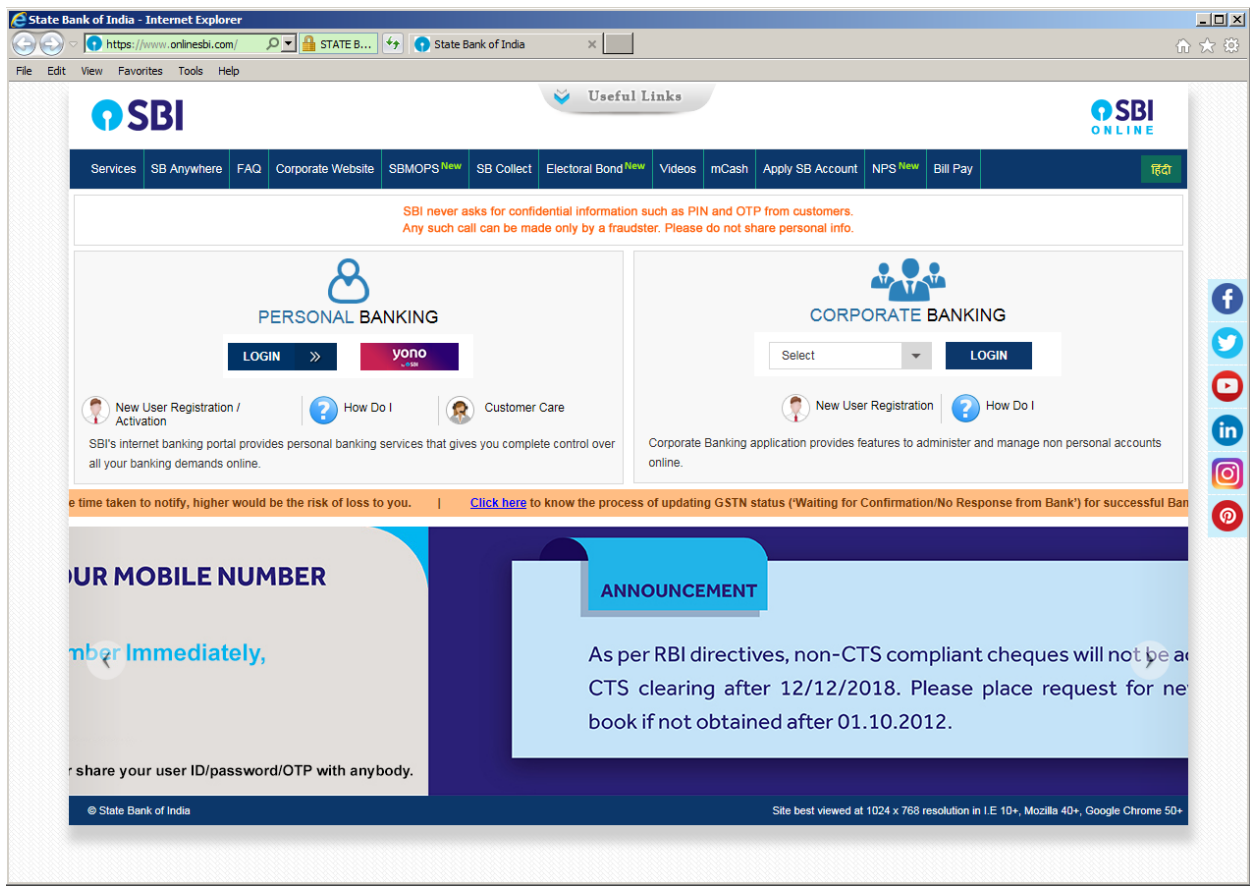 State Bank of India - Internet Explorer
https://www.onlinesbi.com/
STATE B...
State Bank of India
File Edit View Favorites Tools Help
Useful Links
SBI
SBI
ONLINE
Services SB Anywhere FAQ Corporate Website SBMOPS New SB Collect Electoral Bond New Videos mCash Apply SB Account NPS New Bill Pay हिंदी
SBI never asks for confidential information such as PIN and OTP from customers.
Any such call can be made only by a fraudster. Please do not share personal info.
PERSONAL BANKING
LOGIN
yono
by SBI
New User Registration /
Activation
How Do I
Customer Care
SBI's internet banking portal provides personal banking services that gives you complete control over
all your banking demands online.
CORPORATE BANKING
Select
LOGIN
New User Registration
How Do I
Corporate Banking application provides features to administer and manage non personal accounts
online.
e time taken to notify, higher would be the risk of loss to you. | Click here to know the process of updating GSTN status ('Waiting for Confirmation/No Response from Bank') for successful Ban
OUR MOBILE NUMBER
mber Immediately,
r share your user ID/password/OTP with anybody.
ANNOUNCEMENT
As per RBI directives, non-CTS compliant cheques will not be ac
CTS clearing after 12/12/2018. Please place request for ne
book if not obtained after 01.10.2012.
© State Bank of India
Site best viewed at 1024 x 768 resolution in I.E 10+, Mozilla 40+, Google Chrome 50+